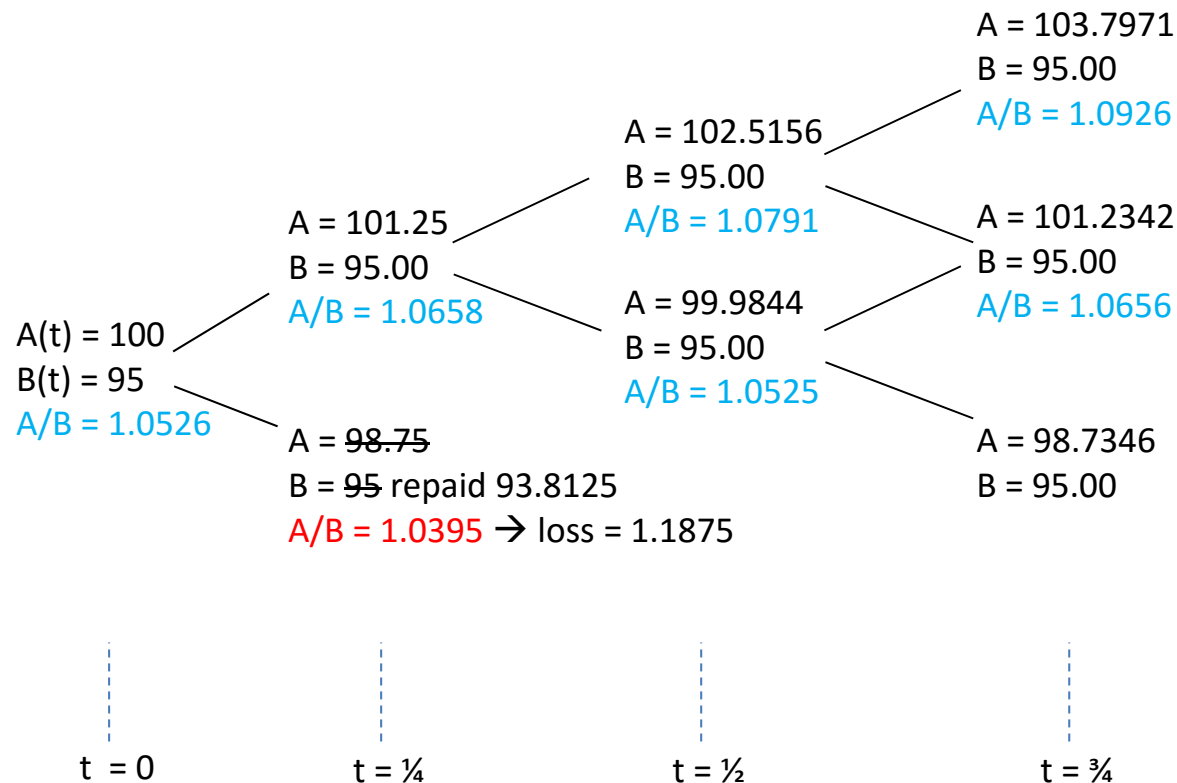 A(t) = 100
B(t) = 95
A/B = 1.0526
A = 101.25
B = 95.00
A/B = 1.0658
A = 98.75
B = 95 repaid 93.8125
A/B = 1.0395 → loss = 1.1875
A = 102.5156
B = 95.00
A/B = 1.0791
A = 99.9844
B = 95.00
A/B = 1.0525
A = 103.7971
B = 95.00
A/B = 1.0926
A = 101.2342
B = 95.00
A/B = 1.0656
A = 98.7346
B = 95.00
t = 0
t = ¼
t = ½
t = ¾